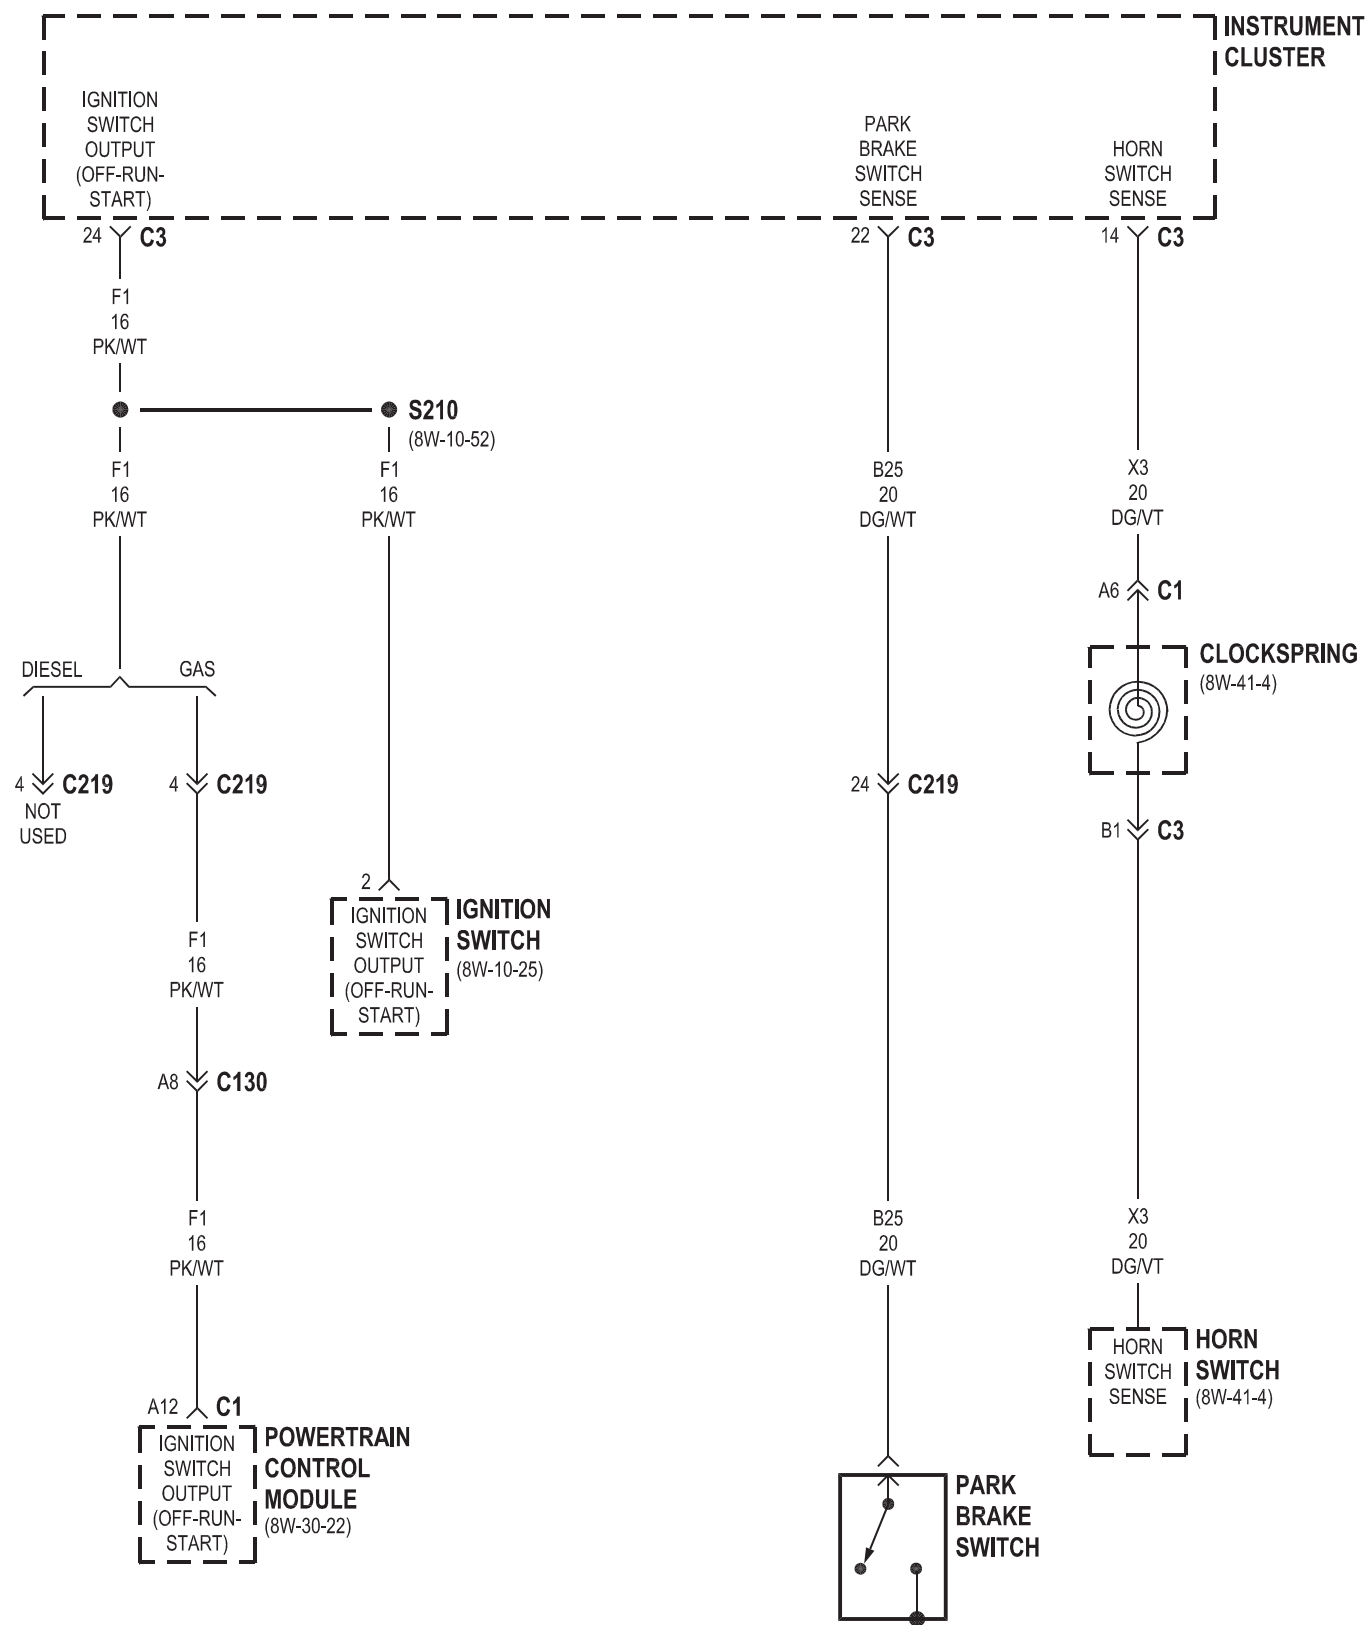 INSTRUMENT
CLUSTER
IGNITION
SWITCH
OUTPUT
(OFF-RUN-
START)
PARK
BRAKE
SWITCH
SENSE
HORN
SWITCH
SENSE
24 C3
22 C3
14 C3
F1
16
PK/WT
S210
(8W-10-52)
F1
16
PK/WT
F1
16
PK/WT
B25
20
DG/WT
X3
20
DG/VT
A6 C1
CLOCKSPRING
(8W-41-4)
DIESEL
GAS
4 C219
NOT
USED
4 C219
24 C219
B1 C3
2
IGNITION
SWITCH
OUTPUT
(OFF-RUN-
START)
IGNITION
SWITCH
(8W-10-25)
F1
16
PK/WT
A8 C130
F1
16
PK/WT
B25
20
DG/WT
X3
20
DG/VT
HORN
SWITCH
SENSE
HORN
SWITCH
(8W-41-4)
A12 C1
IGNITION
SWITCH
OUTPUT
(OFF-RUN-
START)
POWERTRAIN
CONTROL
MODULE
(8W-30-22)
PARK
BRAKE
SWITCH